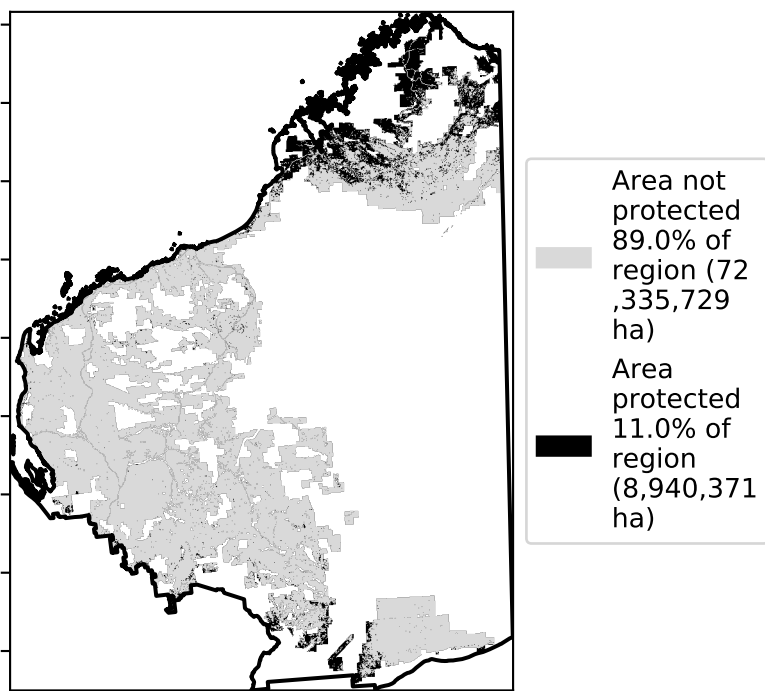 Area not
protected
89.0% of
region (72
,335,729
ha)
Area
protected
11.0% of
region
(8,940,371
ha)